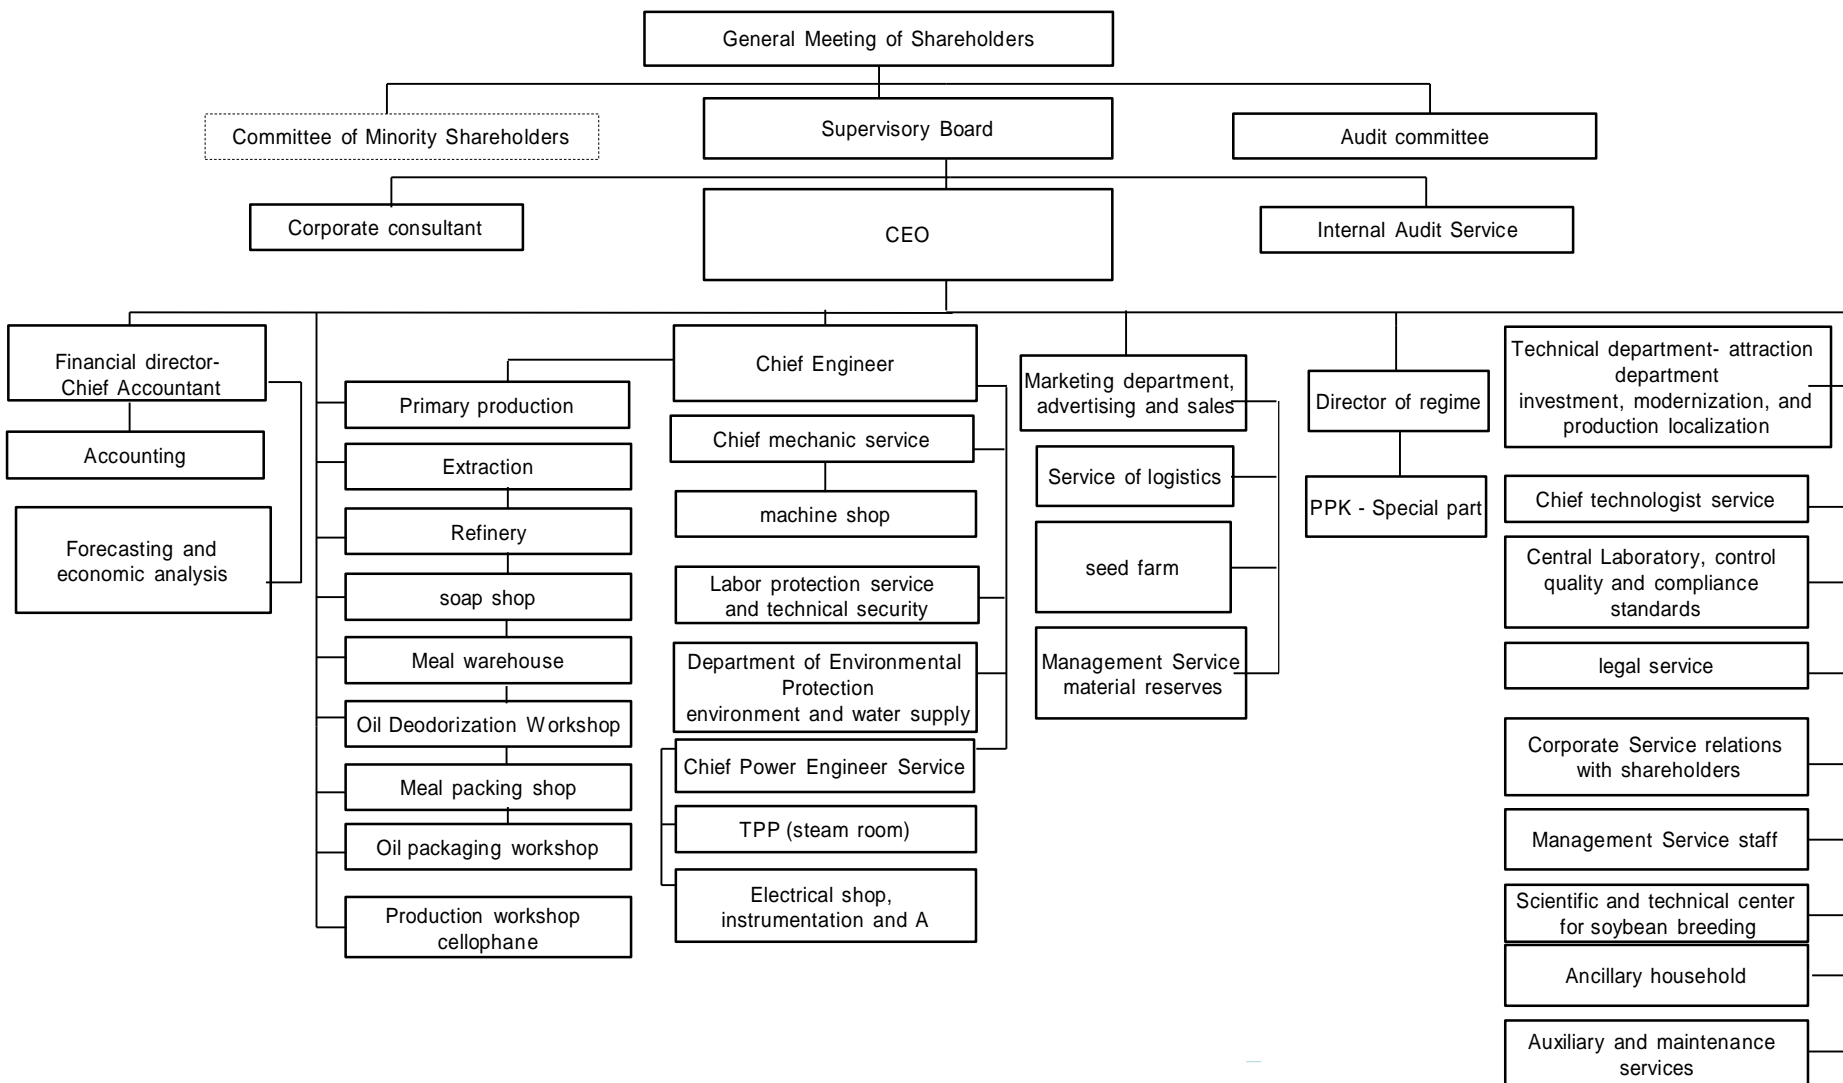 General Meeting of Shareholders
Committee of Minority Shareholders
Supervisory Board
Audit committee
Corporate consultant
CEO
Internal Audit Service
Financial director-
Chief Accountant
Accounting
Forecasting and
economic analysis
Primary production
Extraction
Refinery
soap shop
Meal warehouse
Oil Deodorization Workshop
Meal packing shop
Oil packaging workshop
Production workshop
cellophane
Chief Engineer
Chief mechanic service
machine shop
Labor protection service
and technical security
Department of Environmental
Protection
environment and water supply
Chief Power Engineer Service
TPP (steam room)
Electrical shop,
instrumentation and A
Marketing department,
advertising and sales
Service of logistics
seed farm
Management Service
material reserves
Director of regime
PPK - Special part
Technical department- attraction
department
investment, modernization, and
production localization
Chief technologist service
Central Laboratory, control
quality and compliance
standards
legal service
Corporate Service relations
with shareholders
Management Service staff
Scientific and technical center
for soybean breeding
Ancillary household
Auxiliary and maintenance
services